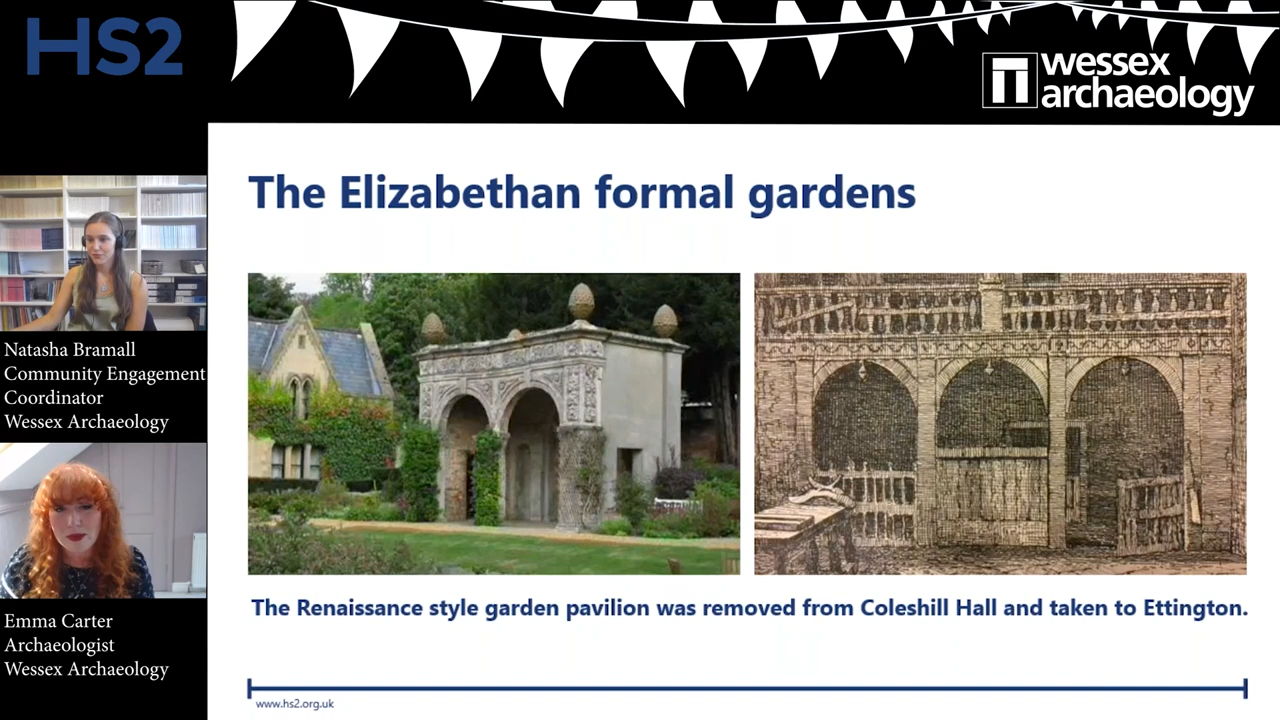 HS2
wessex
archaeology
The Elizabethan formal gardens
Natasha Bramall
Community Engagement
Coordinator
Wessex Archaeology
Emma Carter
Archaeologist
Wessex Archaeology
The Renaissance style garden pavilion was removed from Coleshill Hall and taken to Ettington.
www.hs2.org.uk